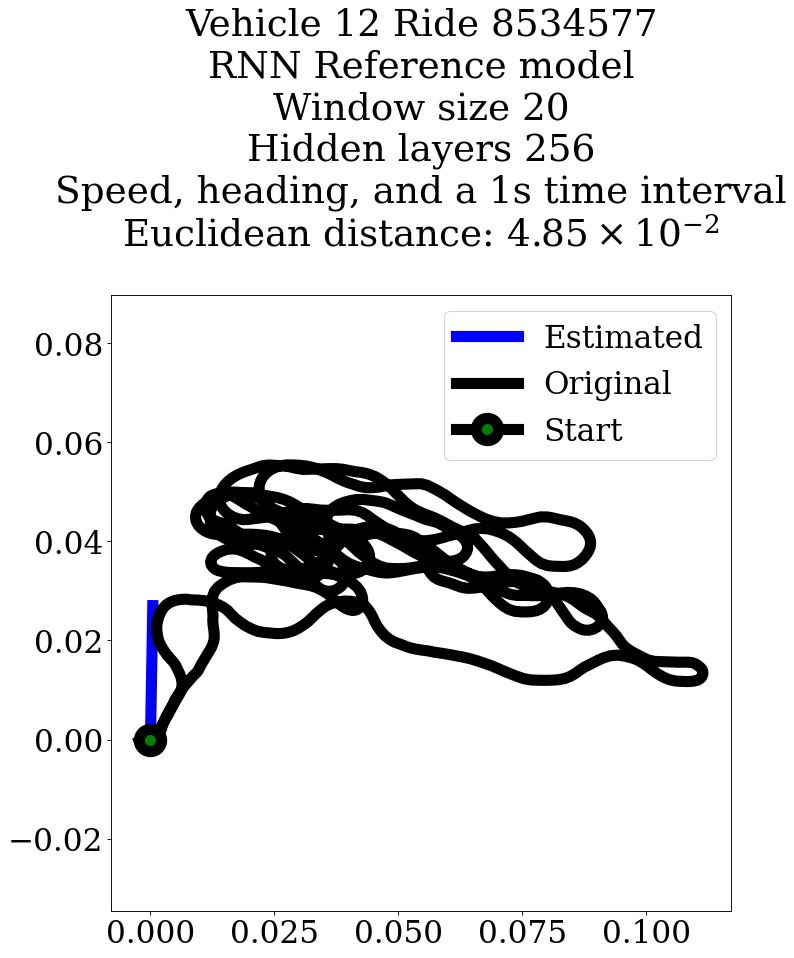 Vehicle 12 Ride 8534577
RNN Reference model
Window size 20
Hidden layers 256
Speed, heading, and a 1s time interval
Euclidean distance: 4.85 × 10⁻²
Estimated
Original
Start
0.08
0.06
0.04
0.02
0.00
−0.02
0.000 0.025 0.050 0.075 0.100